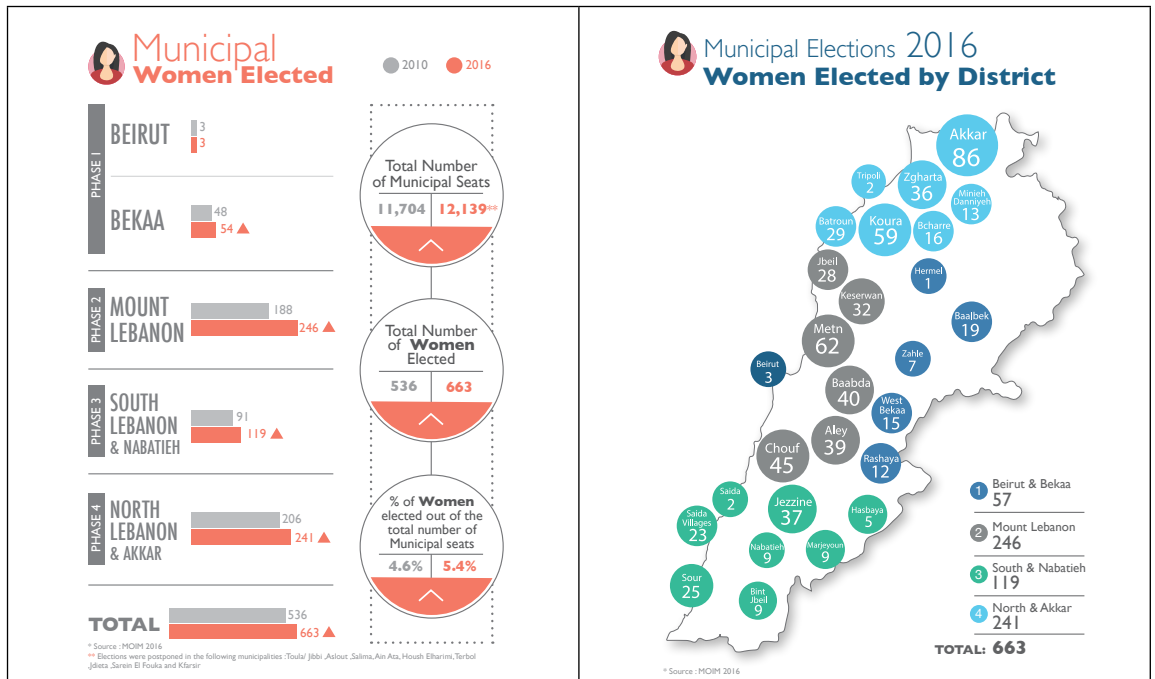 Municipal
Women Elected
2010
2016
PHASE 1
BEIRUT
3
3
BEKAA
48
54
PHASE 2
MOUNT
LEBANON
188
246
PHASE 3
SOUTH
LEBANON
& NABATIEH
91
119
PHASE 4
NORTH
LEBANON
& AKKAR
206
241
TOTAL
536
663
Total Number
of Municipal Seats
11,704
12,139**
Total Number
of Women
Elected
536
663
% of Women
elected out of the
total number of
Municipal seats
4.6%
5.4%
* Source : MOIM 2016
** Elections were postponed in the following municipalities :Toula/ Jibbi ,Aslout ,Salima, Ain Ata, Housh Elharimi, Terbol
,Jdieta ,Sarein El Fouka and Kfarsir
Municipal Elections 2016
Women Elected by District
Akkar
86
Tripoli
2
Zgharta
36
Minieh
Danniyeh
13
Batroun
29
Koura
59
Bcharre
16
Jbeil
28
Hermel
1
Keserwan
32
Baalbek
19
Metn
62
Zahle
7
Beirut
3
Baabda
40
West
Bekaa
15
Aley
39
Chouf
45
Rashaya
12
Saida
2
Jezzine
37
Hasbaya
5
Saida
Villages
23
Nabatieh
9
Marjeyoun
9
Sour
25
Bint
Jbeil
9
1 Beirut & Bekaa
57
2 Mount Lebanon
246
3 South & Nabatieh
119
4 North & Akkar
241
TOTAL: 663
* Source : MOIM 2016